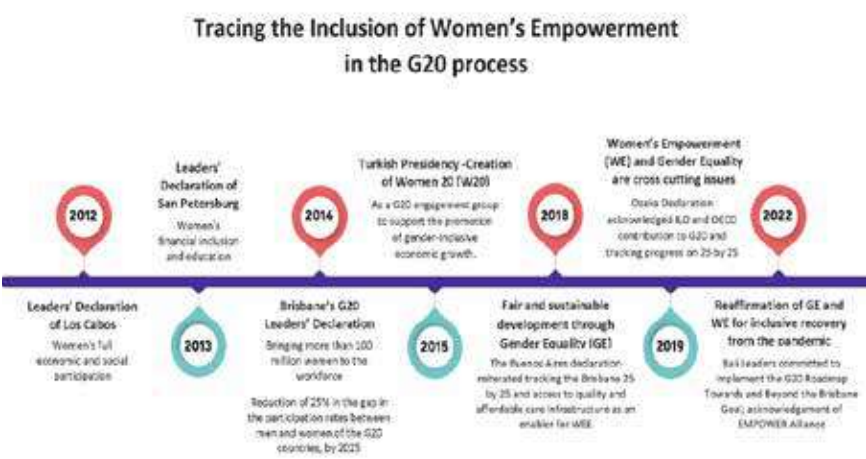 Tracing the Inclusion of Women's Empowerment
in the G20 process
2012
Leaders' Declaration
of Los Cabos
Women's full
economic and social
participation
Leaders'
Declaration of
San Petersburg
Women's
financial inclusion
and education
2013
2014
Brisbane's G20
Leaders' Declaration
Bringing more than 100
million women to the
workforce
Reduction of 25% in the gap in
the participation rates between
men and women of the G20
countries, by 2025
Turkish Presidency -Creation
of Women 20 (W20)
As a G20 engagement group
to support the promotion
of gender-inclusive
economic growth.
2015
2018
Fair and sustainable
development through
Gender Equality (GE)
The Buenos Aires declaration
reiterated tracking the Brisbane 25
by 25 and access to quality and
affordable care infrastructure as an
enabler for WEE
Women's Empowerment
(WE) and Gender Equality
are cross cutting issues
Osaka Declaration
acknowledged ILO and OECD
contribution to G20 and
tracking progress on 25 by 25
2019
2022
Reaffirmation of GE and
WE for inclusive recovery
from the pandemic
Bali leaders committed to
implement the G20 Roadmap
Towards and Beyond the Brisbane
Goal; acknowledgement of
EMPOWER Alliance